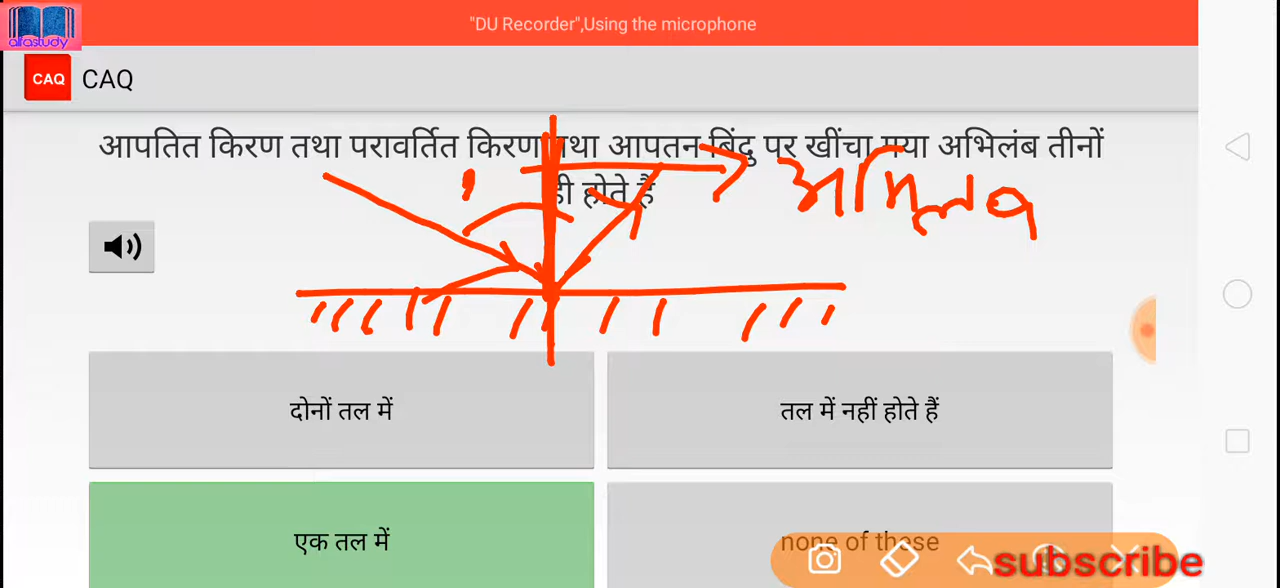 "DU Recorder",Using the microphone
alfastudy
CAQ CAQ
आपतित किरण तथा परावर्तित किरण तथा आपतन बिंदु पर खींचा गया अभिलंब तीनों
ही होते हैं
दोनों तल में
तल में नहीं होते हैं
एक तल में
none of these
subscribe